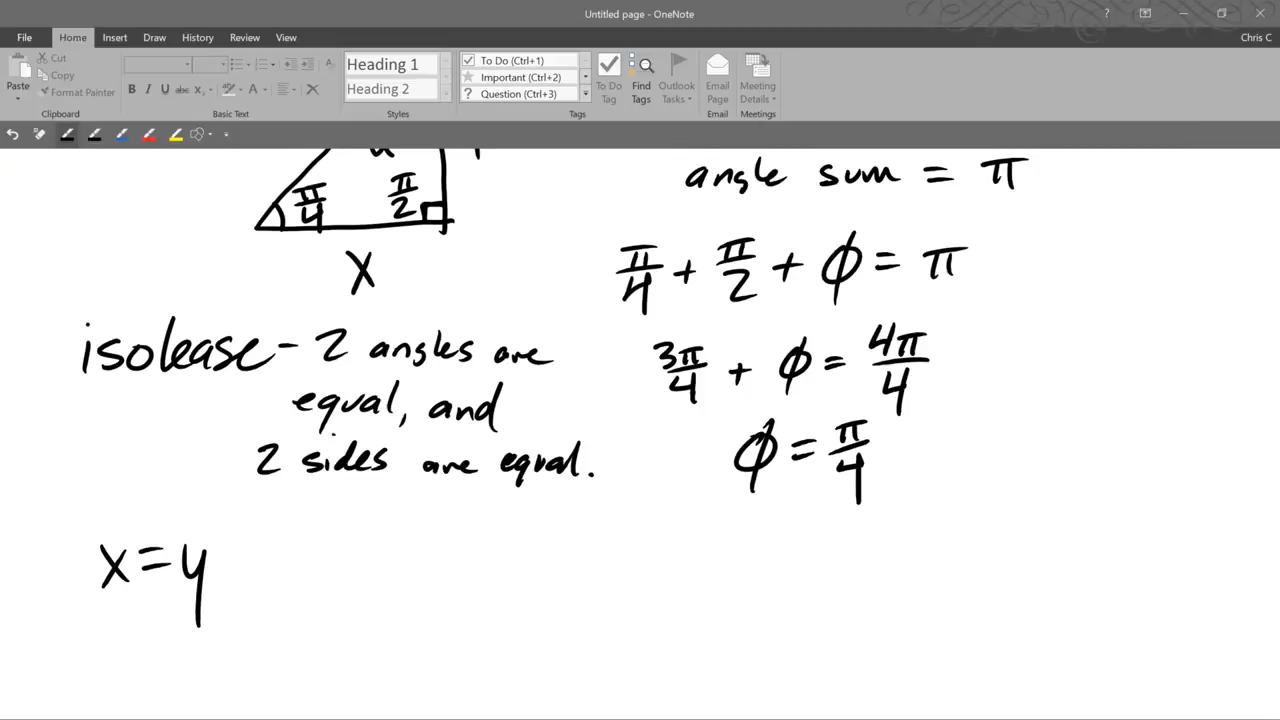 Untitled page - OneNote
?
File Home Insert Draw History Review View
Chris C
Paste
Cut
Copy
Format Painter
Clipboard
B I U abc x₂ A
Basic Text
Heading 1
Heading 2
Styles
To Do (Ctrl+1)
Important (Ctrl+2)
Question (Ctrl+3)
To Do Tag
Find Tags
Outlook Tasks
Tags
Email Page
Email
Meeting Details
Meetings
π/4 π/2
x
angle sum = π
π/4 + π/2 + ϕ = π
isolease - 2 angles are
equal, and
2 sides are equal.
3π/4 + ϕ = 4π/4
ϕ = π/4
x = y